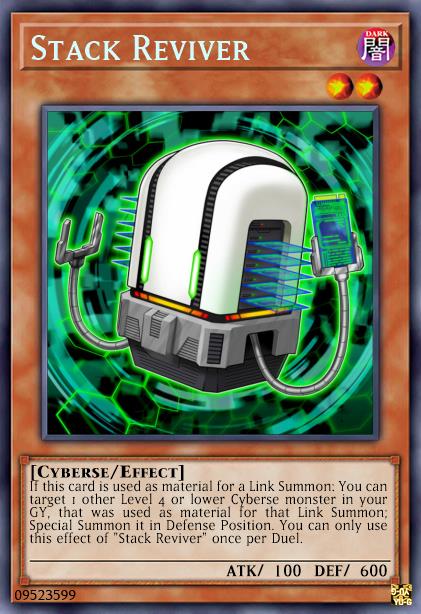 STACK REVIVER
DARK
闇
[CYBERSE/EFFECT]
If this card is used as material for a Link Summon: You can
target 1 other Level 4 or lower Cyberse monster in your
GY, that was used as material for that Link Summon;
Special Summon it in Defense Position. You can only use
this effect of "Stack Reviver" once per Duel.
ATK/ 100 DEF/ 600
09523599